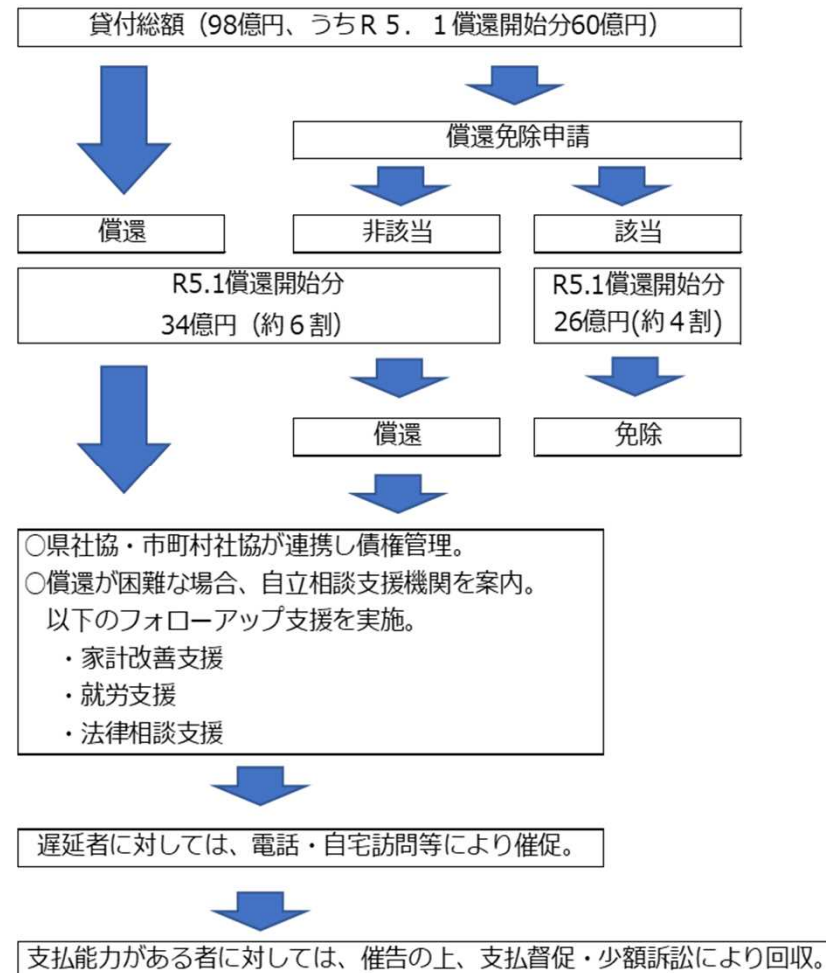 貸付総額（98億円、うちＲ５．１償還開始分60億円）
償還免除申請
償還
非該当
該当
R5.1償還開始分
34億円（約６割）
R5.1償還開始分
26億円(約４割)
償還
免除
○県社協・市町村社協が連携し債権管理。
○償還が困難な場合、自立相談支援機関を案内。
以下のフォローアップ支援を実施。
・家計改善支援
・就労支援
・法律相談支援
遅延者に対しては、電話・自宅訪問等により催促。
支払能力がある者に対しては、催告の上、支払督促・少額訴訟により回収。